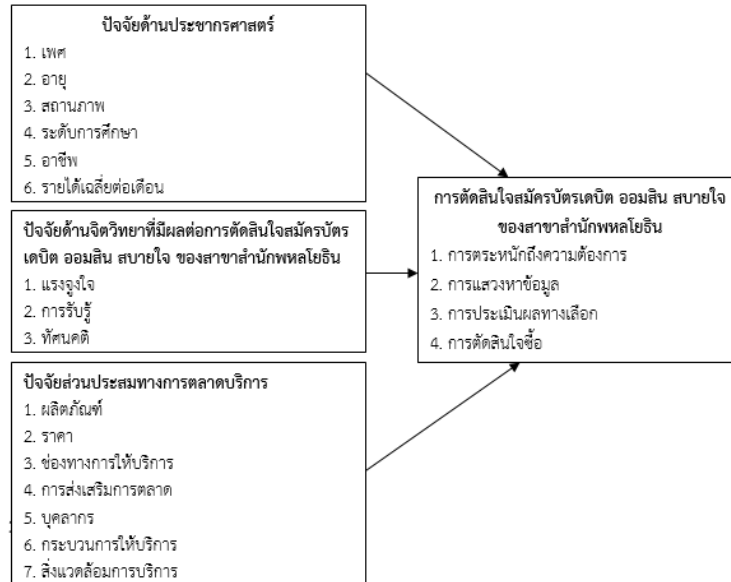 ปัจจัยด้านประชากรศาสตร์
1. เพศ
2. อายุ
3. สถานภาพ
4. ระดับการศึกษา
5. อาชีพ
6. รายได้เฉลี่ยต่อเดือน
ปัจจัยด้านจิตวิทยาที่มีผลต่อการตัดสินใจสมัครบัตร
เดบิต ออมสิน สบายใจ ของสาขาสำนักพหลโยธิน
1. แรงจูงใจ
2. การรับรู้
3. ทัศนคติ
ปัจจัยส่วนประสมทางการตลาดบริการ
1. ผลิตภัณฑ์
2. ราคา
3. ช่องทางการให้บริการ
4. การส่งเสริมการตลาด
5. บุคลากร
6. กระบวนการให้บริการ
7. สิ่งแวดล้อมการบริการ
การตัดสินใจสมัครบัตรเดบิต ออมสิน สบายใจ
ของสาขาสำนักพหลโยธิน
1. การตระหนักถึงความต้องการ
2. การแสวงหาข้อมูล
3. การประเมินผลทางเลือก
4. การตัดสินใจซื้อ